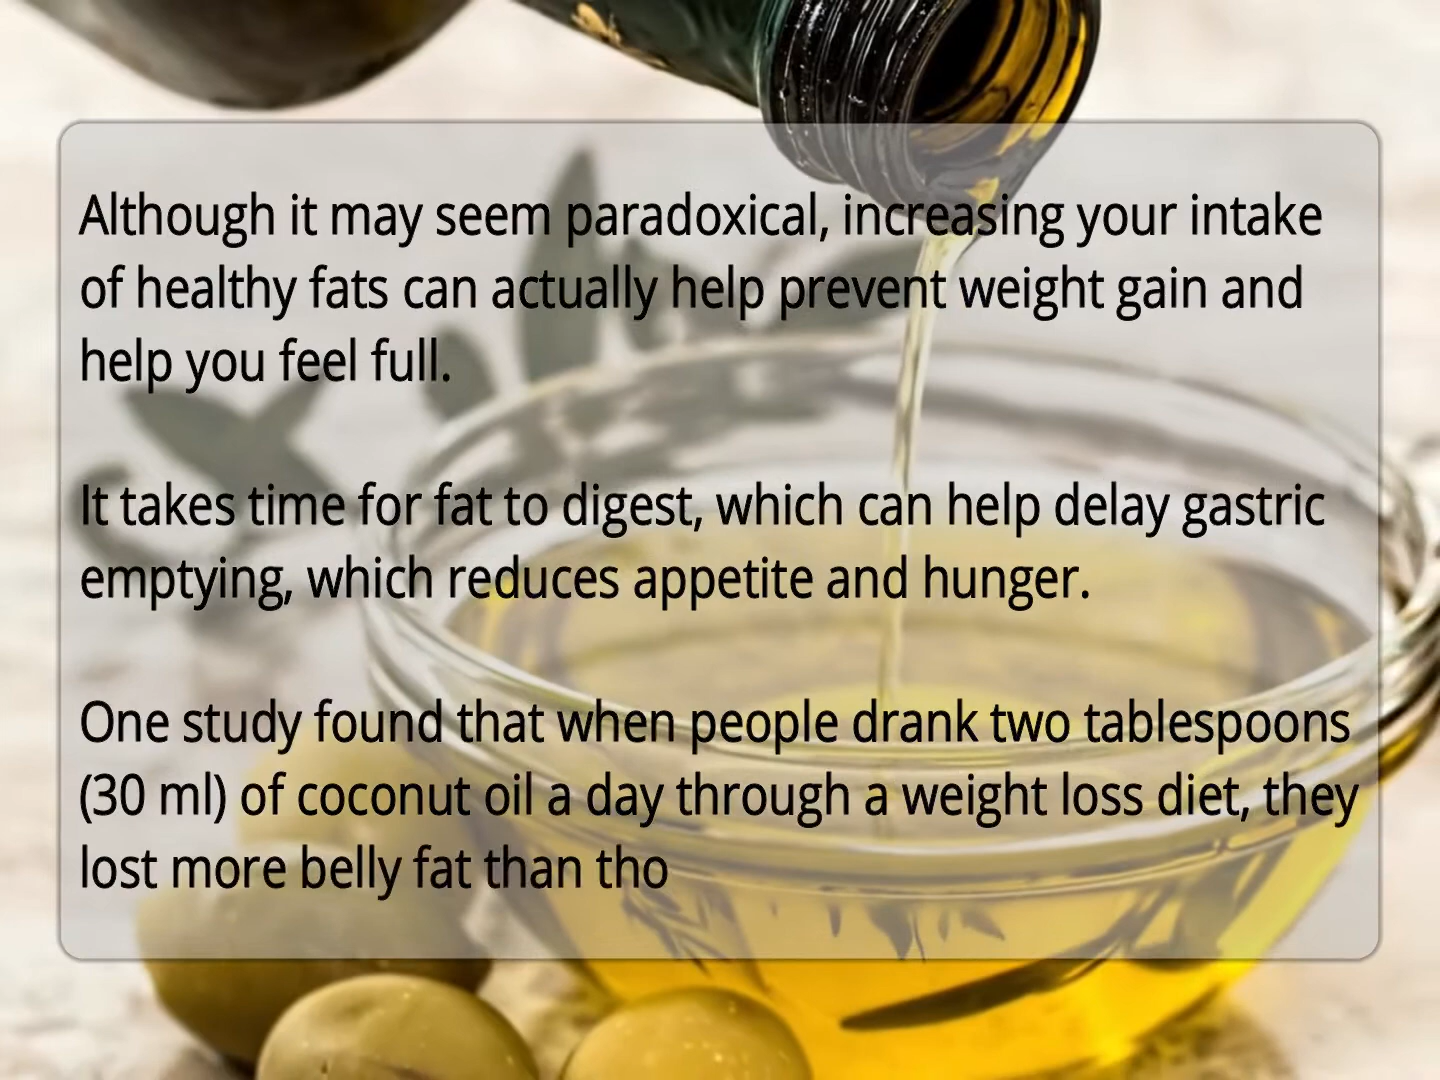 Although it may seem paradoxical, increasing your intake
of healthy fats can actually help prevent weight gain and
help you feel full.
It takes time for fat to digest, which can help delay gastric
emptying, which reduces appetite and hunger.
One study found that when people drank two tablespoons
(30 ml) of coconut oil a day through a weight loss diet, they
lost more belly fat than tho